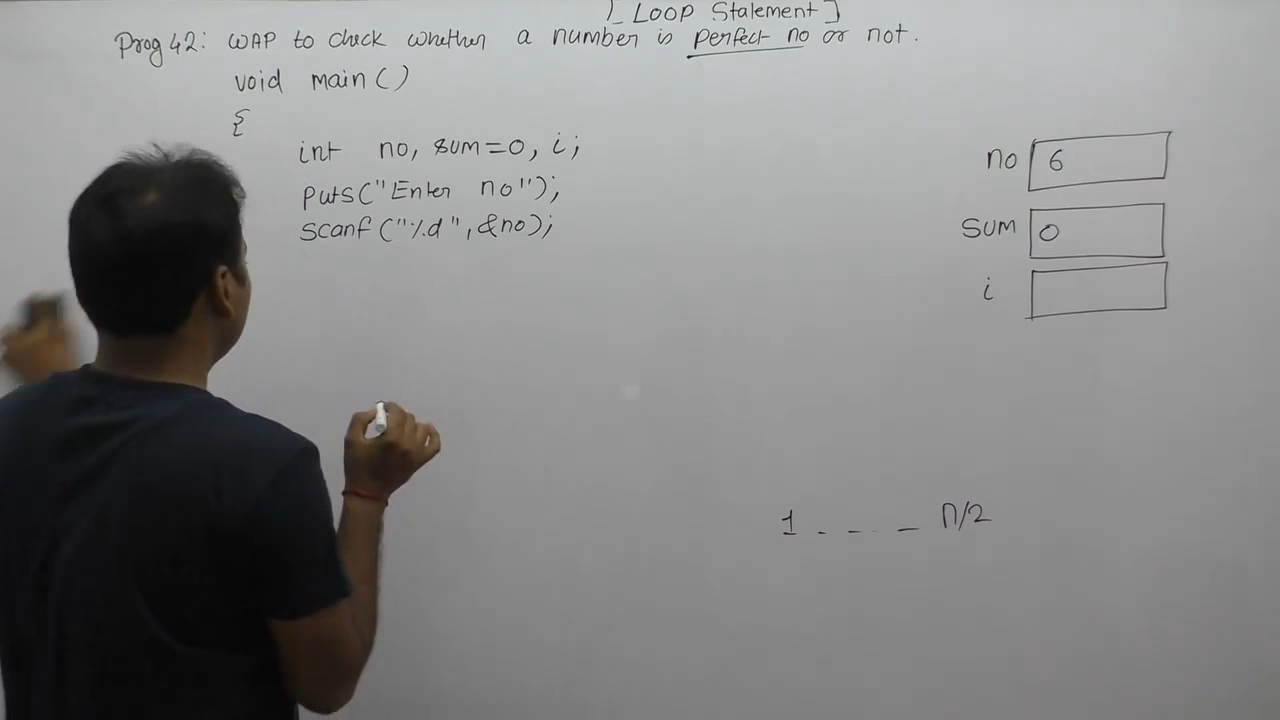 [Loop Statement]
Prog 42: WAP to check whether a number is perfect no or not.
void main()
{
int no, sum=0, i;
puts("Enter no");
scanf("%d", &no);
no 6
sum 0
i
1 _ _ _ _ n/2